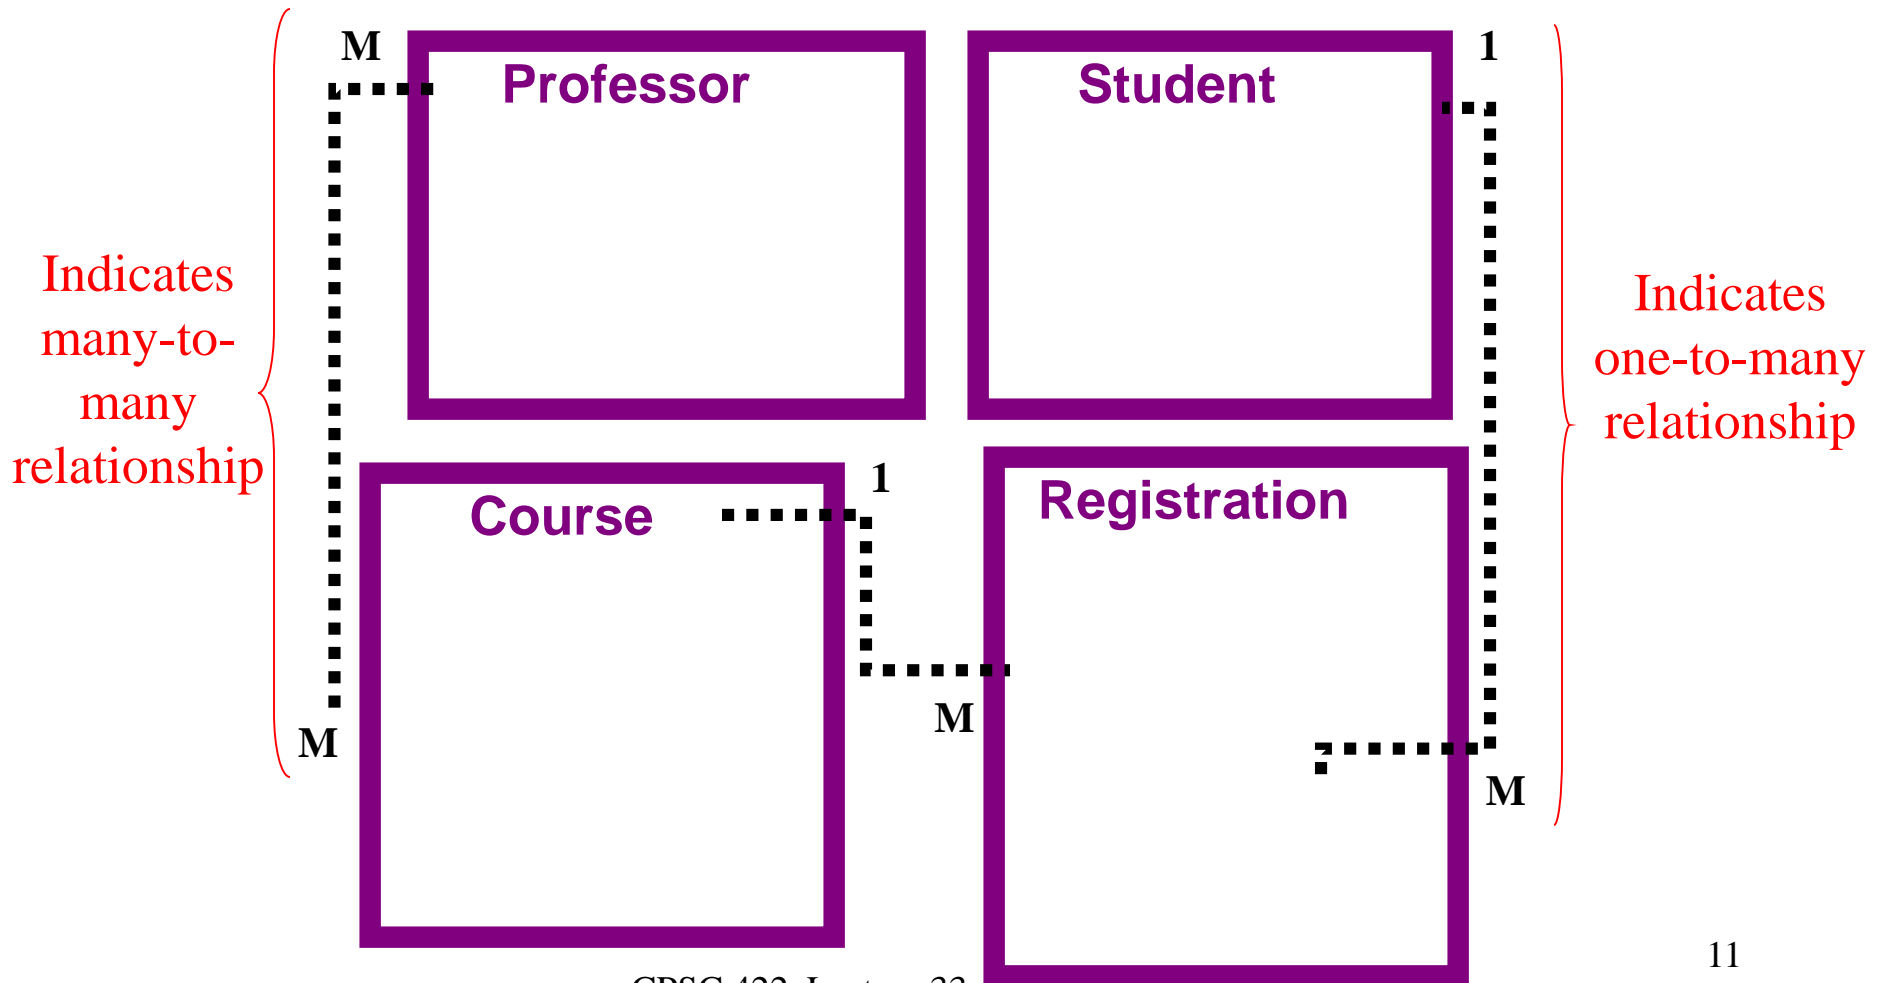 M
Professor
Student
1
Indicates
many-to-
many
relationship
Indicates
one-to-many
relationship
Course
1
Registration
M
M
M
11